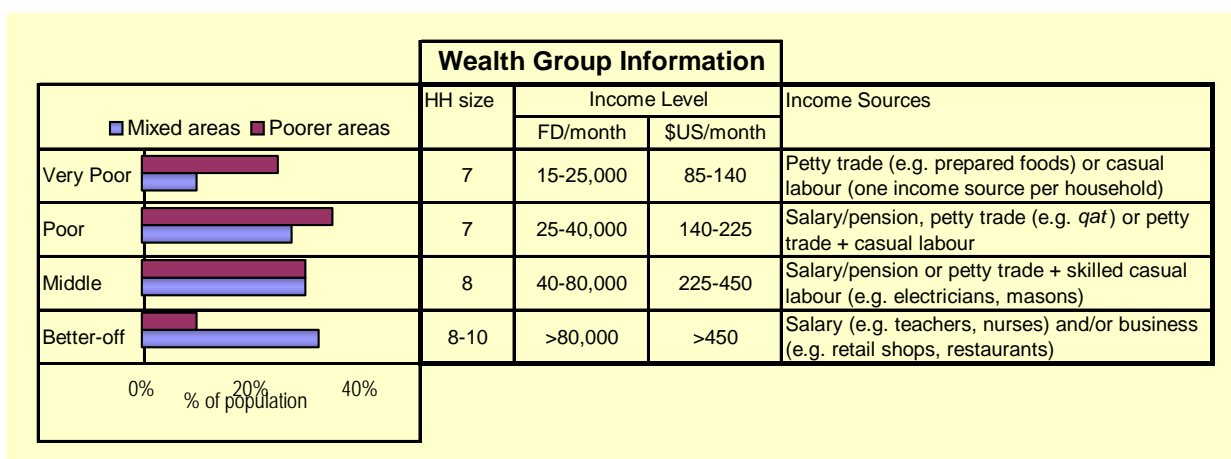 Wealth Group Information
Mixed areas Poorer areas
HH size
Income Level
Income Sources
FD/month $US/month
Very Poor
7
15-25,000
85-140
Petty trade (e.g. prepared foods) or casual
labour (one income source per household)
Poor
7
25-40,000
140-225
Salary/pension, petty trade (e.g. qat) or petty
trade + casual labour
Middle
8
40-80,000
225-450
Salary/pension or petty trade + skilled casual
labour (e.g. electricians, masons)
Better-off
8-10
>80,000
>450
Salary (e.g. teachers, nurses) and/or business
(e.g. retail shops, restaurants)
0% 20% 40%
% of population